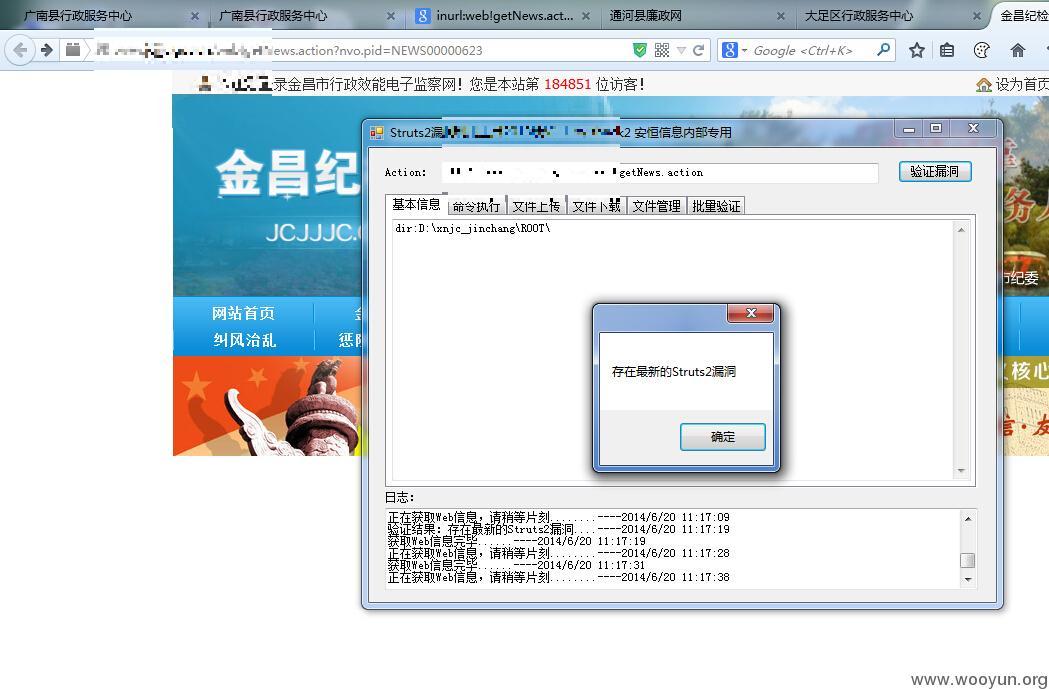 广南县行政服务中心
广南县行政服务中心
inurl:web!getNews.act...
通河县廉政网
大足区行政服务中心
金昌纪检
News.action?nvo.pid=NEWS00000623
Google <Ctrl+K>
录金昌市行政效能电子监察网！您是本站第 184851 位访客！
设为首页
金昌纪
JCJJJC.
网站首页
纠风治乱
惩防
市纪委
核心
Struts2漏
2 安恒信息内部专用
Action:
getNews.action
验证漏洞
基本信息 命令执行 文件上传 文件下载 文件管理 批量验证
dir:D:\xnjc_jinchang\ROOT\
存在最新的Struts2漏洞
确定
日志:
正在获取Web信息，请稍等片刻........----2014/6/20 11:17:09
验证结果: 存在最新的Struts2漏洞....----2014/6/20 11:17:19
获取Web信息完毕......----2014/6/20 11:17:19
正在获取Web信息，请稍等片刻........----2014/6/20 11:17:28
获取Web信息完毕......----2014/6/20 11:17:31
正在获取Web信息，请稍等片刻........----2014/6/20 11:17:38
www.wooyun.org